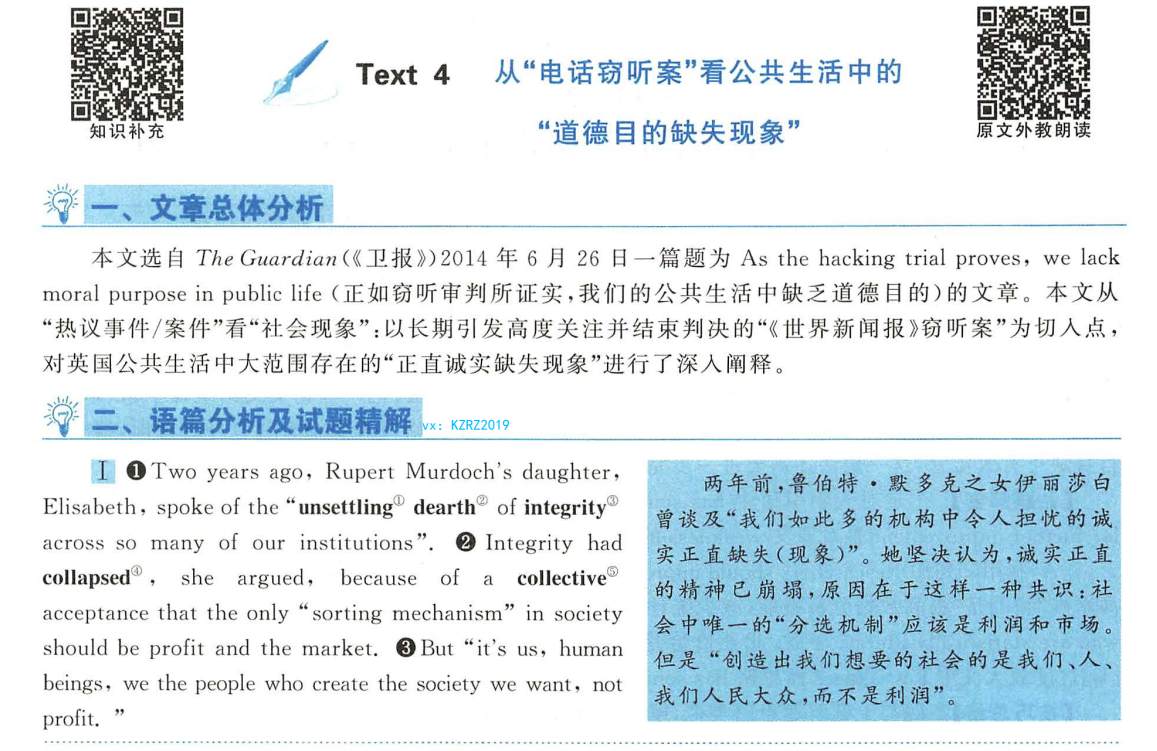 知识补充
Text 4 从“电话窃听案”看公共生活中的
“道德目的缺失现象”
原文外教朗读
一、文章总体分析
本文选自 The Guardian(《卫报》)2014 年 6 月 26 日一篇题为 As the hacking trial proves, we lack
moral purpose in public life (正如窃听审判所证实,我们的公共生活中缺乏道德目的)的文章。本文从
“热议事件/案件”看“社会现象”:以长期引发高度关注并结束判决的“《世界新闻报》窃听案”为切入点,
对英国公共生活中大范围存在的“正直诚实缺失现象”进行了深入阐释。
二、语篇分析及试题精解
vx: KZRZ2019
I ❶Two years ago, Rupert Murdoch's daughter,
Elisabeth, spoke of the “unsettling① dearth② of integrity③
across so many of our institutions”. ❷ Integrity had
collapsed④, she argued, because of a collective⑤
acceptance that the only “sorting mechanism” in society
should be profit and the market. ❸But “it's us, human
beings, we the people who create the society we want, not
profit. ”
两年前,鲁伯特·默多克之女伊丽莎白
曾谈及“我们如此多的机构中令人担忧的诚
实正直缺失(现象)”。她坚决认为,诚实正直
的精神已崩塌,原因在于这样一种共识:社
会中唯一的“分选机制”应该是利润和市场。
但是“创造出我们想要的社会的是我们、人、
我们人民大众,而不是利润”。